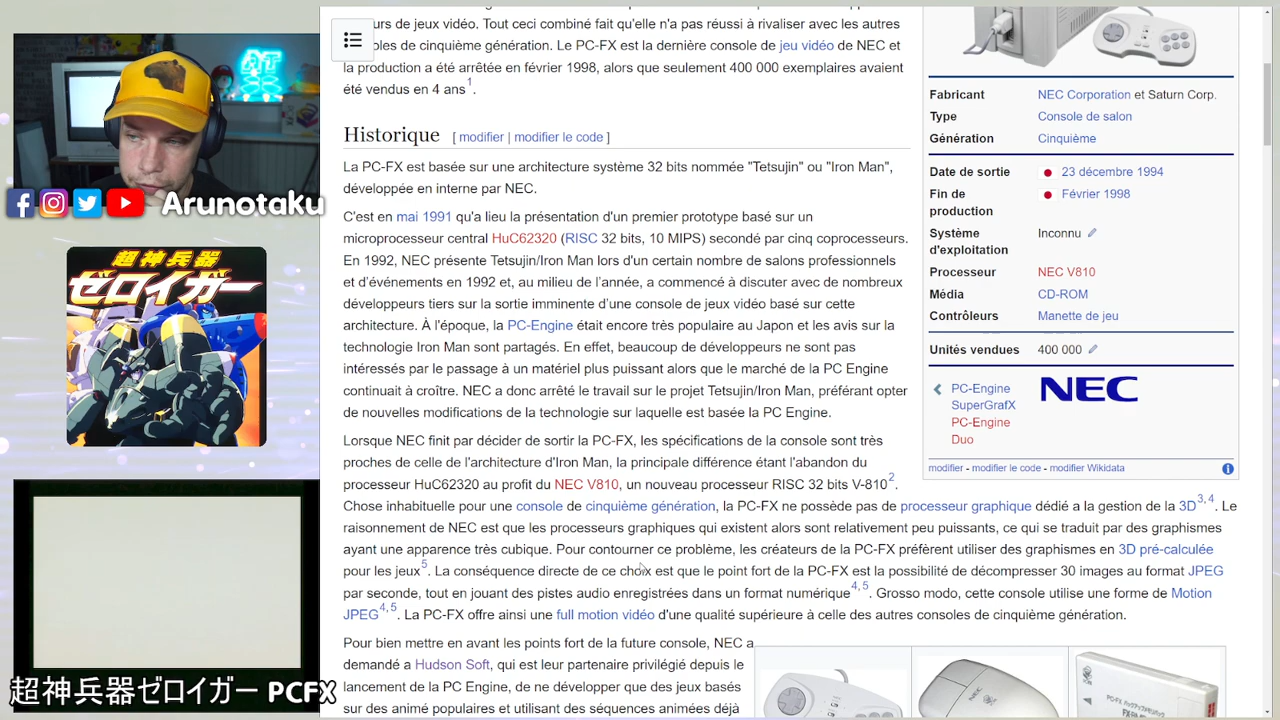 urs de jeux vidéo. Tout ceci combiné fait qu'elle n'a pas réussi à rivaliser avec les autres
oles de cinquième génération. Le PC-FX est la dernière console de jeu vidéo de NEC et
la production a été arrêtée en février 1998, alors que seulement 400 000 exemplaires avaient
été vendus en 4 ans1.
Historique [ modifier | modifier le code ]
La PC-FX est basée sur une architecture système 32 bits nommée "Tetsujin" ou "Iron Man",
développée en interne par NEC.
C'est en mai 1991 qu'a lieu la présentation d'un premier prototype basé sur un
microprocesseur central HuC62320 (RISC 32 bits, 10 MIPS) secondé par cinq coprocesseurs.
En 1992, NEC présente Tetsujin/Iron Man lors d'un certain nombre de salons professionnels
et d'événements en 1992 et, au milieu de l'année, a commencé à discuter avec de nombreux
développeurs tiers sur la sortie imminente d'une console de jeux vidéo basé sur cette
architecture. À l'époque, la PC-Engine était encore très populaire au Japon et les avis sur la
technologie Iron Man sont partagés. En effet, beaucoup de développeurs ne sont pas
intéressés par le passage à un matériel plus puissant alors que le marché de la PC Engine
continuait à croître. NEC a donc arrêté le travail sur le projet Tetsujin/Iron Man, préférant opter
de nouvelles modifications de la technologie sur laquelle est basée la PC Engine.
Lorsque NEC finit par décider de sortir la PC-FX, les spécifications de la console sont très
proches de celle de l'architecture d'Iron Man, la principale différence étant l'abandon du
processeur HuC62320 au profit du NEC V810, un nouveau processeur RISC 32 bits V-8102.
Chose inhabituelle pour une console de cinquième génération, la PC-FX ne possède pas de processeur graphique dédié a la gestion de la 3D3, 4. Le
raisonnement de NEC est que les processeurs graphiques qui existent alors sont relativement peu puissants, ce qui se traduit par des graphismes
ayant une apparence très cubique. Pour contourner ce problème, les créateurs de la PC-FX préfèrent utiliser des graphismes en 3D pré-calculée
pour les jeux5. La conséquence directe de ce choix est que le point fort de la PC-FX est la possibilité de décompresser 30 images au format JPEG
par seconde, tout en jouant des pistes audio enregistrées dans un format numérique4, 5. Grosso modo, cette console utilise une forme de Motion
JPEG4, 5. La PC-FX offre ainsi une full motion vidéo d'une qualité supérieure à celle des autres consoles de cinquième génération.
Pour bien mettre en avant les points fort de la future console, NEC a
demandé a Hudson Soft, qui est leur partenaire privilégié depuis le
lancement de la PC Engine, de ne développer que des jeux basés
sur des animé populaires et utilisant des séquences animées déjà
Fabricant NEC Corporation et Saturn Corp.
Type Console de salon
Génération Cinquième
Date de sortie 23 décembre 1994
Fin de production Février 1998
Système d'exploitation Inconnu
Processeur NEC V810
Média CD-ROM
Contrôleurs Manette de jeu
Unités vendues 400 000
PC-Engine
SuperGrafX
PC-Engine
Duo
NEC
modifier - modifier le code - modifier Wikidata
Arunotaku
超神兵器
ゼロイガー
超神兵器ゼロイガー PCFX